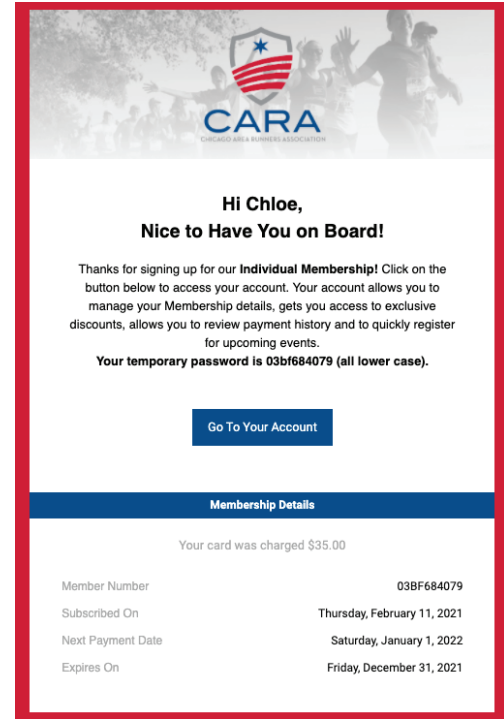 CARA
CHICAGO AREA RUNNERS ASSOCIATION
Hi Chloe,
Nice to Have You on Board!
Thanks for signing up for our Individual Membership! Click on the
button below to access your account. Your account allows you to
manage your Membership details, gets you access to exclusive
discounts, allows you to review payment history and to quickly register
for upcoming events.
Your temporary password is 03bf684079 (all lower case).
Go To Your Account
Membership Details
Your card was charged $35.00
Member Number 03BF684079
Subscribed On Thursday, February 11, 2021
Next Payment Date Saturday, January 1, 2022
Expires On Friday, December 31, 2021